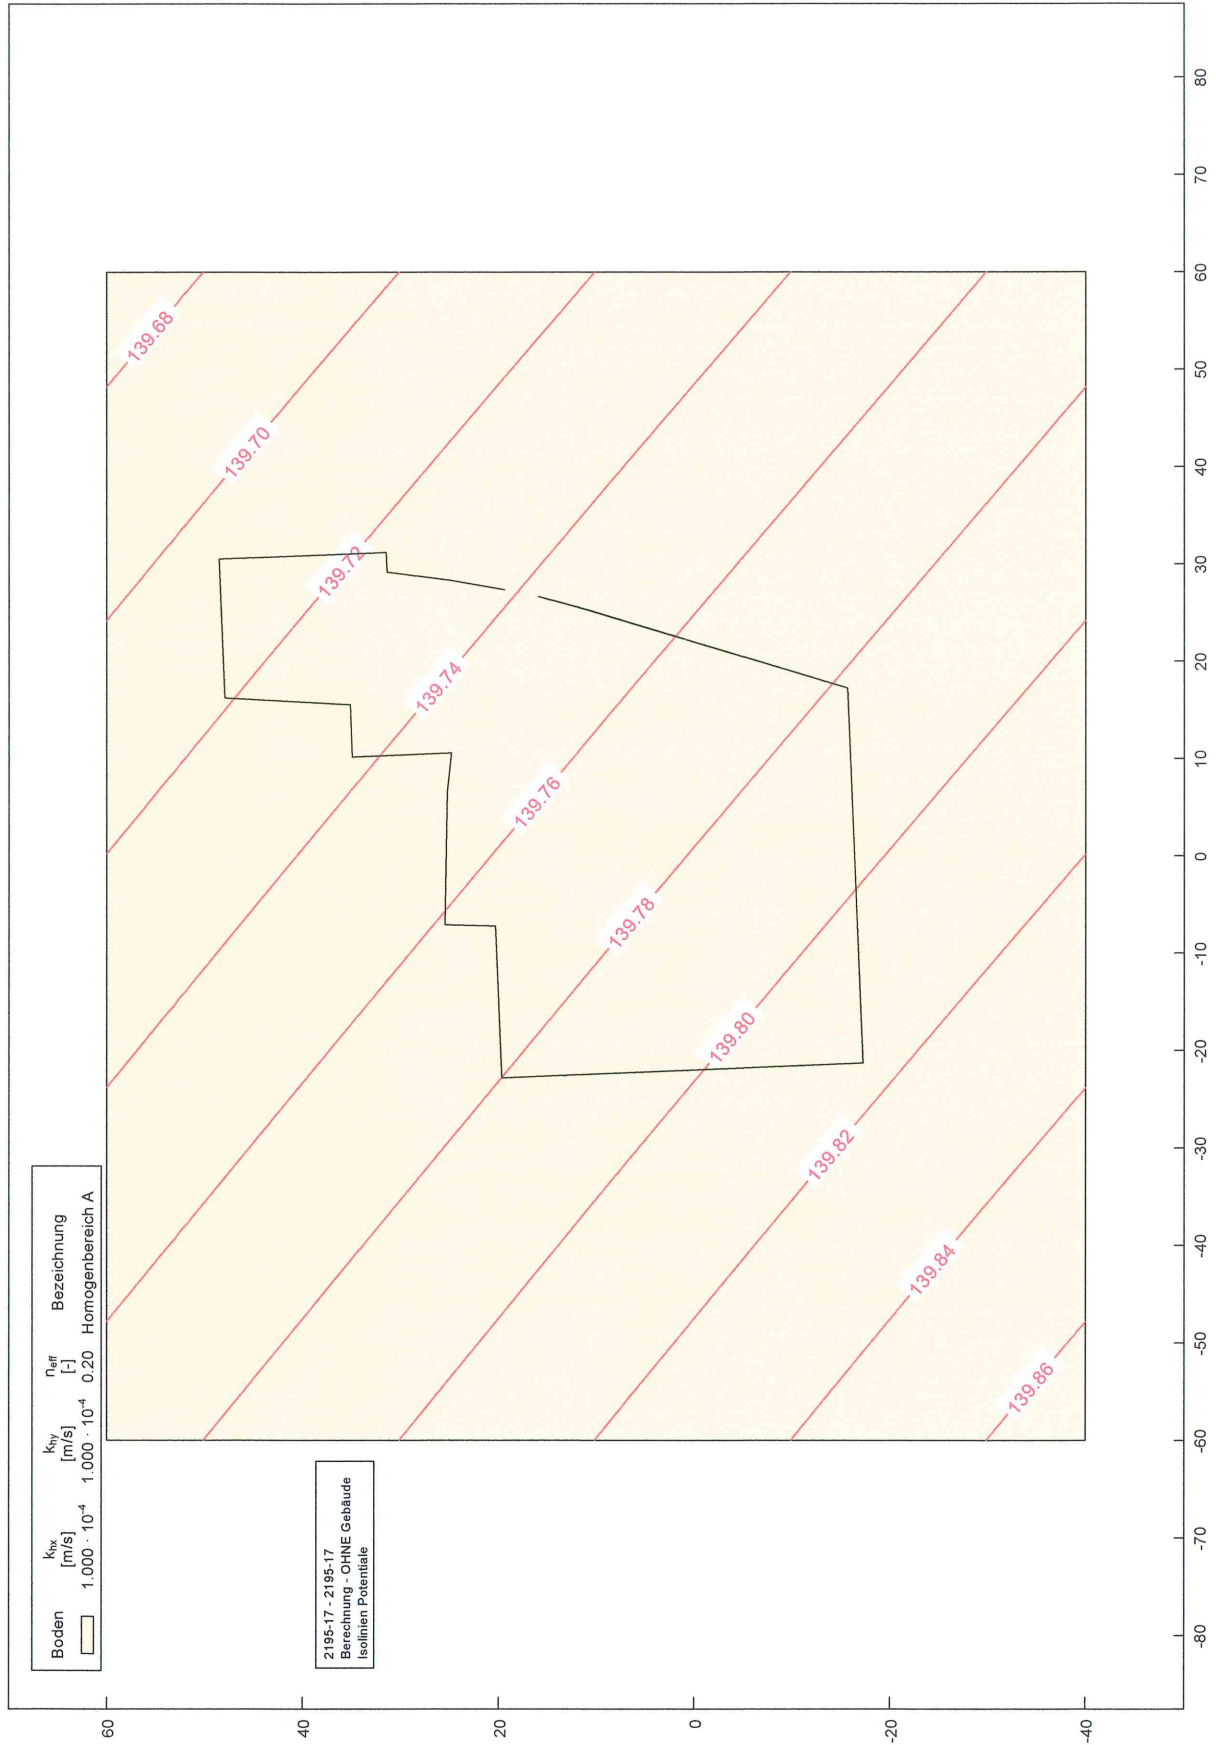 Boden k_hx k_hy n_eff Bezeichnung
[m/s] [m/s] [-]
1.000 · 10⁻⁴ 1.000 · 10⁻⁴ 0.20 Homogenbereich A
2195-17 - 2195-17
Berechnung - OHNE Gebäude
Isolinien Potentiale
139.68
139.70
139.72
139.74
139.76
139.78
139.80
139.82
139.84
139.86
60
40
20
0
-20
-40
-80 -70 -60 -50 -40 -30 -20 -10 0 10 20 30 40 50 60 70 80